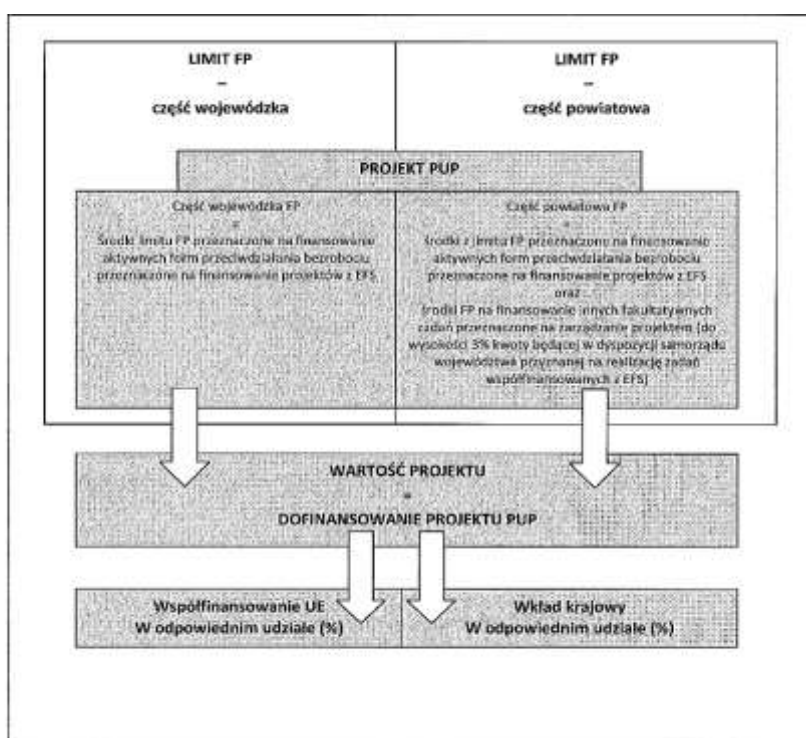 LIMIT FP
–
część wojewódzka
LIMIT FP
–
część powiatowa
PROJEKT PUP
Część wojewódzka FP
=
Środki limitu FP przeznaczone na finansowanie
aktywnych form przeciwdziałania bezrobociu
przeznaczone na finansowanie projektów z EFS
Część powiatowa FP
=
środki z limitu FP przeznaczone na finansowanie
aktywnych form przeciwdziałania bezrobociu
przeznaczone na finansowanie projektów z EFS
oraz
środki FP na finansowanie innych fakultatywnych
zadań przeznaczone na zarządzanie projektem (do
wysokości 3% kwoty będącej w dyspozycji samorządu
województwa przyznanej na realizację zadań
współfinansowanych z EFS)
WARTOŚĆ PROJEKTU
=
DOFINANSOWANIE PROJEKTU PUP
Współfinansowanie UE
W odpowiednim udziale (%)
Wkład krajowy
W odpowiednim udziale (%)